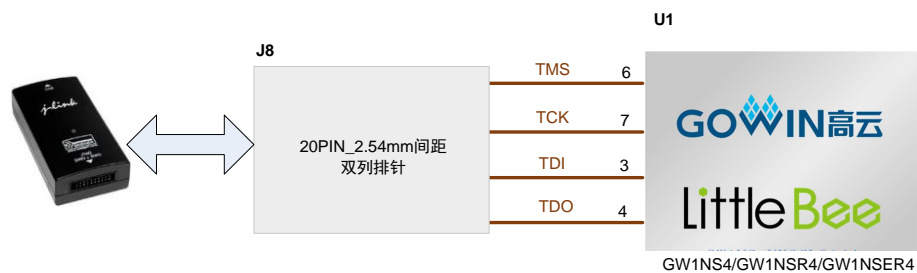 U1
J8
TMS 6
TCK 7
TDI 3
TDO 4
20PIN_2.54mm间距
双列排针
J-Link
GOWIN高云
LittleBee
GW1NS4/GW1NSR4/GW1NSER4